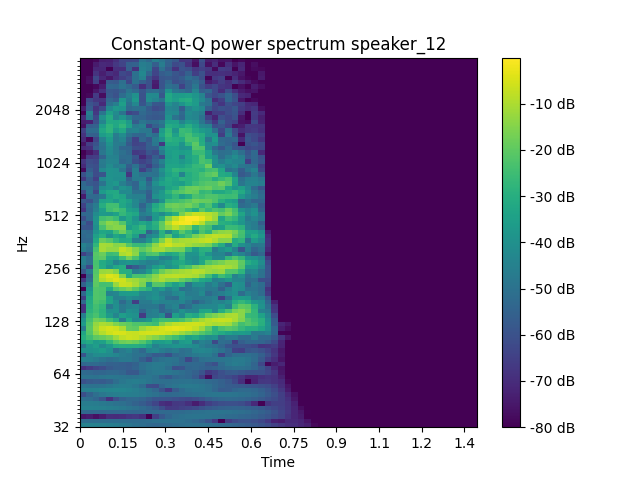 Constant-Q power spectrum speaker_12
Hz
2048
1024
512
256
128
64
32
0 0.15 0.3 0.45 0.6 0.75 0.9 1.1 1.2 1.4
Time
-10 dB
-20 dB
-30 dB
-40 dB
-50 dB
-60 dB
-70 dB
-80 dB